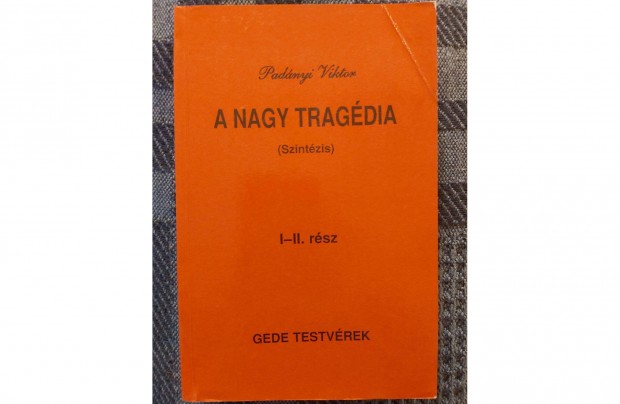 Padányi Viktor
A NAGY TRAGÉDIA
(Szintézis)
I–II. rész
GEDE TESTVÉREK